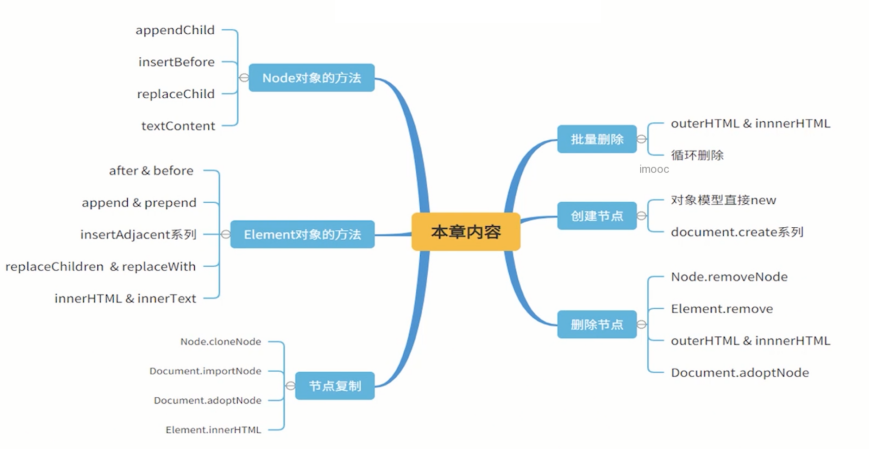 本章内容
Node对象的方法
appendChild
insertBefore
replaceChild
textContent
Element对象的方法
after & before
append & prepend
insertAdjacent系列
replaceChildren & replaceWith
innerHTML & innerText
节点复制
Node.cloneNode
Document.importNode
Document.adoptNode
Element.innerHTML
批量删除
outerHTML & innnerHTML
循环删除
imooc
创建节点
对象模型直接new
document.create系列
删除节点
Node.removeNode
Element.remove
outerHTML & innnerHTML
Document.adoptNode